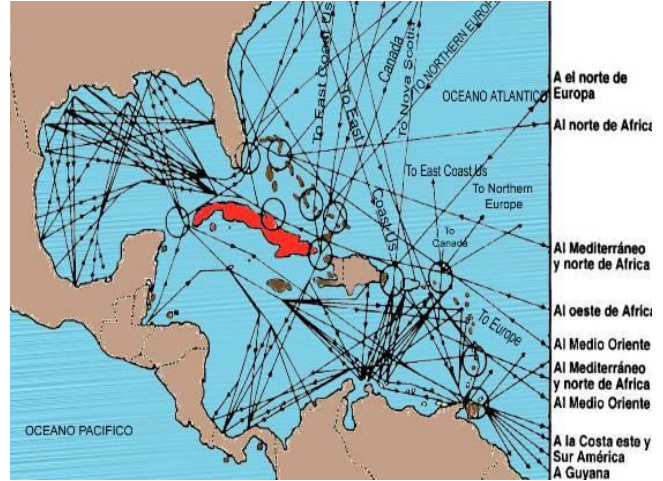 To East Coast Us
To East
Coast Us
Canada
To Nova Scotia
TO NORTHERN EUROPE
OCEANO ATLANTICO
To East Coast Us
To Northern
Europe
To
Canada
To Europe
OCEANO PACIFICO
A el norte de
Europa
Al norte de Africa
Al Mediterráneo
y norte de Africa
Al oeste de Africa
Al Medio Oriente
Al Mediterráneo
y norte de Africa
Al Medio Oriente
A la Costa este y
Sur América
A Guyana